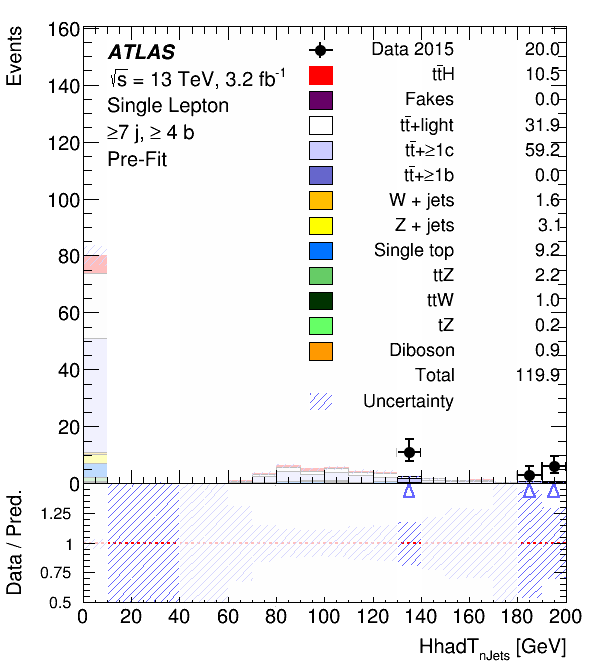 Events
160
140
120
100
80
60
40
20
0
ATLAS
√s = 13 TeV, 3.2 fb⁻¹
Single Lepton
≥7 j, ≥ 4 b
Pre-Fit
Data 2015 20.0
tt̄H 10.5
Fakes 0.0
tt̄+light 31.9
tt̄+≥1c 59.2
tt̄+≥1b 0.0
W + jets 1.6
Z + jets 3.1
Single top 9.2
ttZ 2.2
ttW 1.0
tZ 0.2
Diboson 0.9
Total 119.9
Uncertainty
Data / Pred.
1.25
1
0.75
0.5
0 20 40 60 80 100 120 140 160 180 200
HhadT_nJets [GeV]